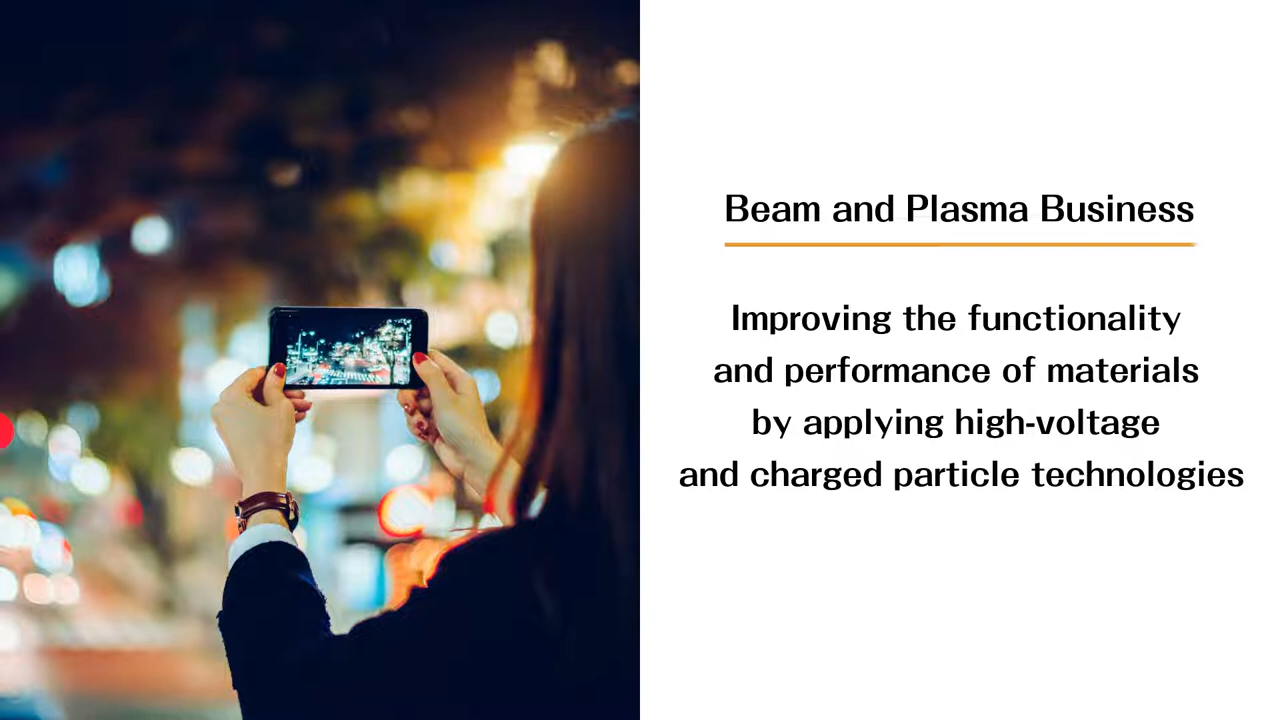 Beam and Plasma Business
Improving the functionality
and performance of materials
by applying high-voltage
and charged particle technologies